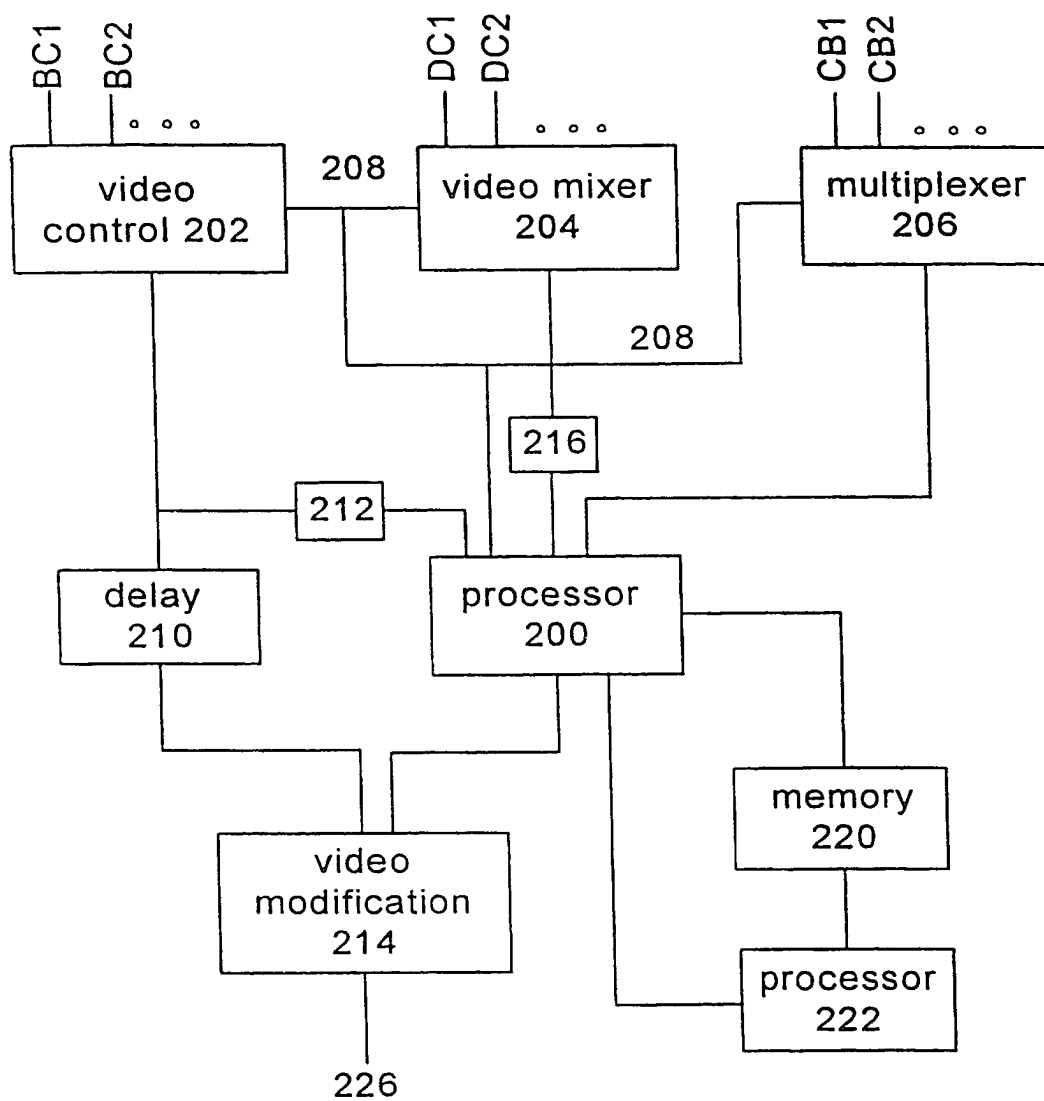 BC1
BC2
DC1
DC2
CB1
CB2
video
control 202
208
video mixer
204
multiplexer
206
208
216
212
delay
210
processor
200
memory
220
video
modification
214
processor
222
226